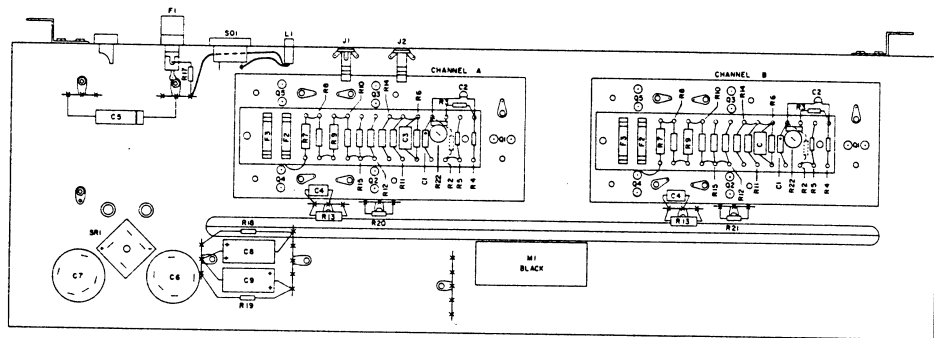 F1
SO1
L1
J1
J2
R17
C5
CHANNEL A
Q5
R8
R10
Q3
R14
R6
C2
R3
F3
F2
R7
R9
C3
Q1
Q4
R15
Q2
R12
R11
C1
R22
R2
R5
R4
C4
R13
R20
CHANNEL B
Q5
R8
R10
Q3
R14
R6
C2
R3
F3
F2
R7
R9
C
Q1
Q4
R15
Q2
R12
R11
C1
R22
R2
R5
R4
C4
R13
R21
SR1
C7
C6
R18
C8
C9
R19
M1
BLACK